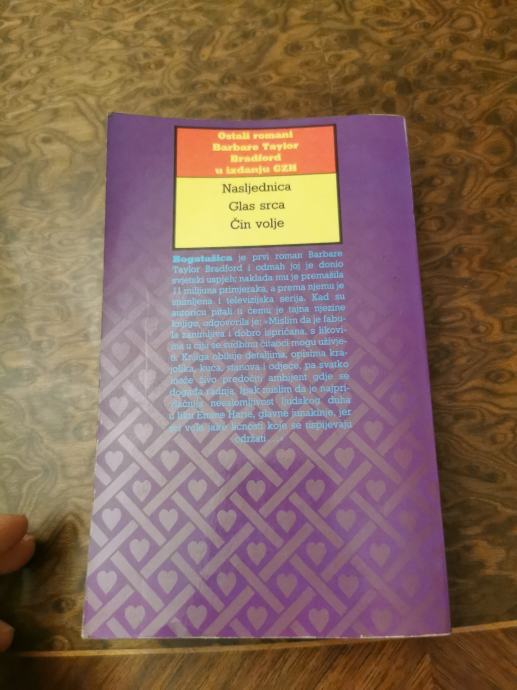 Ostali romani
Barbare Taylor
Bradford
u izdanju GZH
Nasljednica
Glas srca
Čin volje
Bogatašica je prvi roman Barbare
Taylor Bradford i odmah joj je donio
svjetski uspjeh; naklada mu je premašila
11 milijuna primjeraka, a prema njemu je
snimljena i televizijska serija. Kad su
autoricu pitali u čemu je tajna njezine
knjige, odgovorila je: »Mislim da je fabu-
la zanimljiva i dobro ispričana, s likovi-
ma u čiju se sudbinu čitaoci mogu uživje-
ti. Knjiga obiluje detaljima, opisima kra-
jolika, kuća, stanova i odjeće, pa svatko
može živo predočiti ambijent gdje se
događa radnja. Ipak mislim da je najpri-
vlačnija nesalomljivost ljudskog duha
u liku Emme Harte, glavne junakinje, jer
svi vole jake ličnosti koje se uspijevaju
održati . . .«